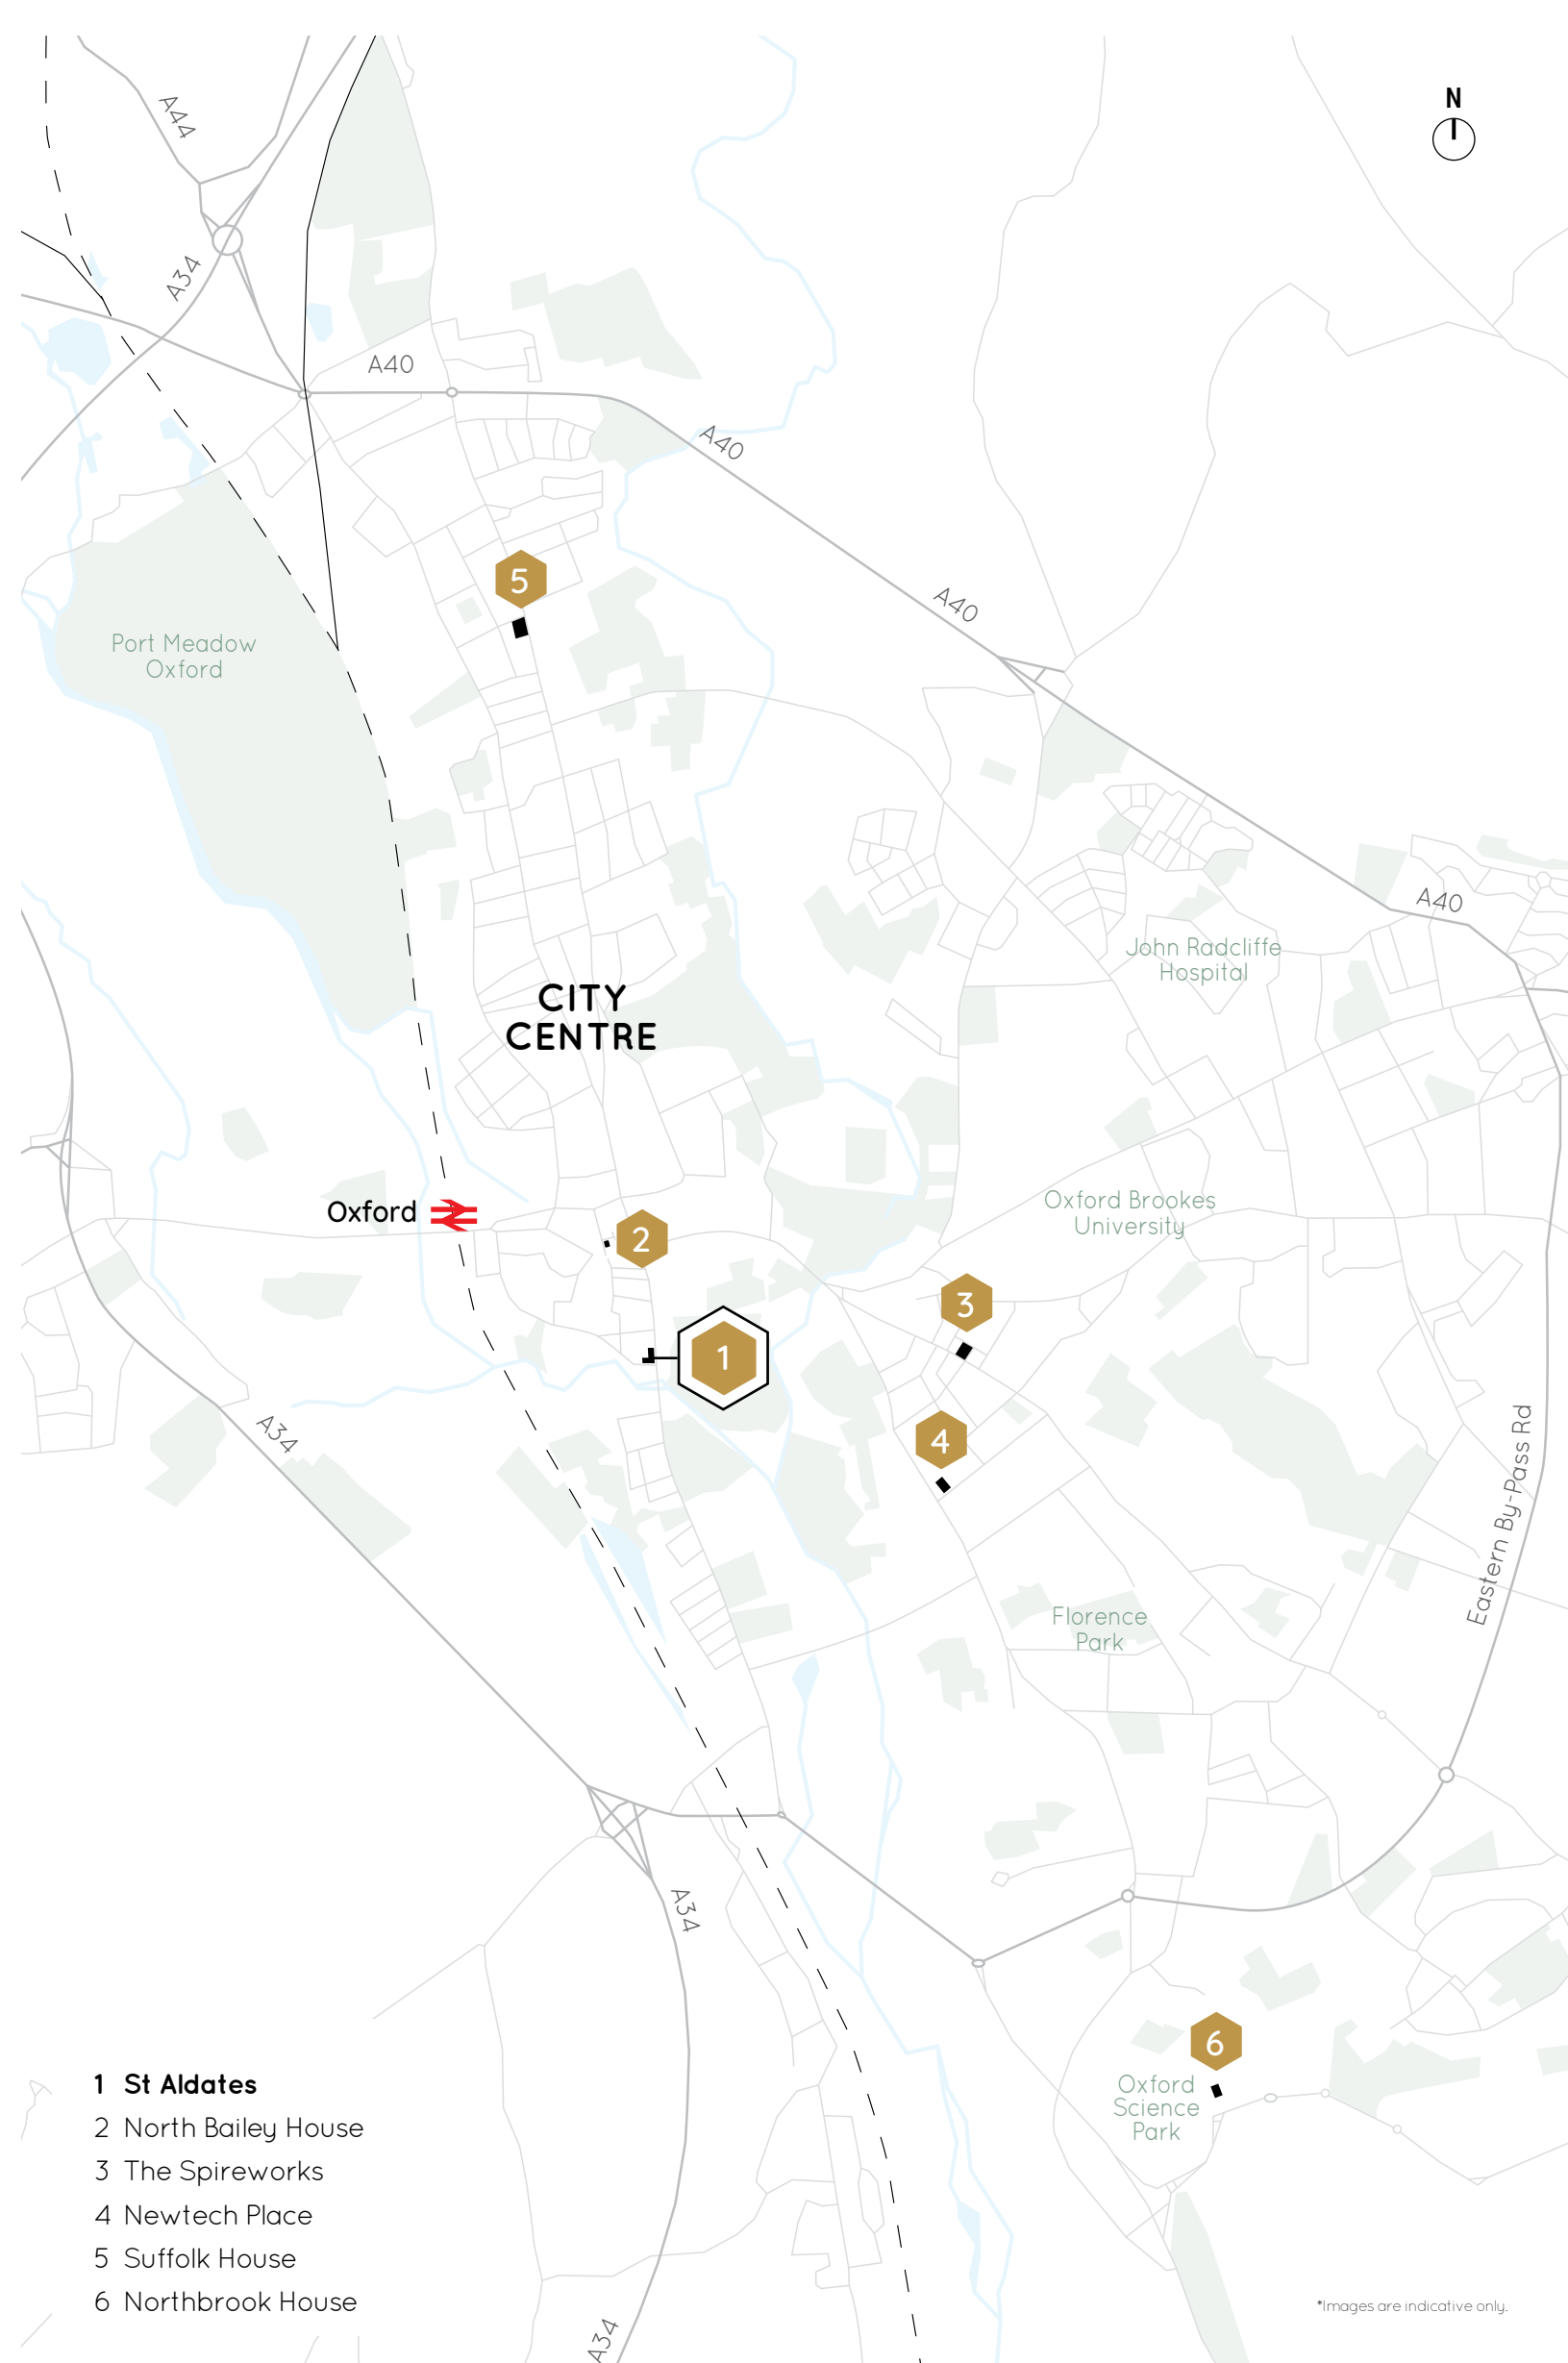 N
A44
A34
A40
A40
5
A40
Port Meadow
Oxford
A40
John Radcliffe
Hospital
CITY
CENTRE
Oxford
2
Oxford Brookes
University
3
1
4
A34
Eastern By-Pass Rd
Florence
Park
A34
6
Oxford
Science
Park
1 St Aldates
2 North Bailey House
3 The Spireworks
4 Newtech Place
5 Suffolk House
6 Northbrook House
A34
*Images are indicative only.